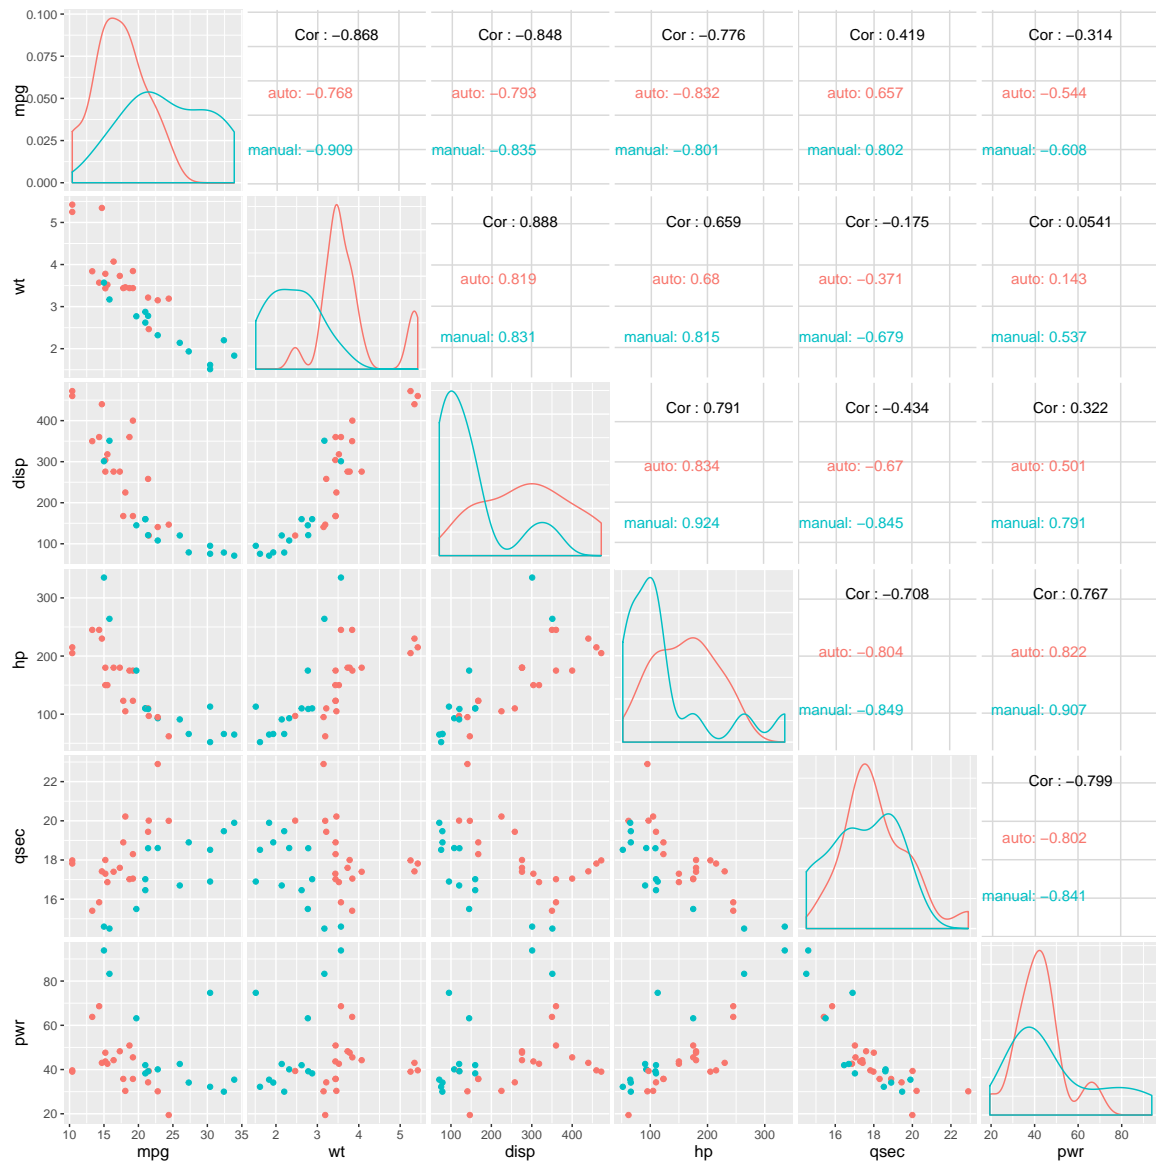 0.100
0.075
0.050
0.025
0.000
mpg
Cor : −0.868
auto: −0.768
manual: −0.909
Cor : −0.848
auto: −0.793
manual: −0.835
Cor : −0.776
auto: −0.832
manual: −0.801
Cor : 0.419
auto: 0.657
manual: 0.802
Cor : −0.314
auto: −0.544
manual: −0.608
5
4
3
2
wt
Cor : 0.888
auto: 0.819
manual: 0.831
Cor : 0.659
auto: 0.68
manual: 0.815
Cor : −0.175
auto: −0.371
manual: −0.679
Cor : 0.0541
auto: 0.143
manual: 0.537
400
300
200
100
disp
Cor : 0.791
auto: 0.834
manual: 0.924
Cor : −0.434
auto: −0.67
manual: −0.845
Cor : 0.322
auto: 0.501
manual: 0.791
300
200
100
hp
Cor : −0.708
auto: −0.804
manual: −0.849
Cor : 0.767
auto: 0.822
manual: 0.907
22
20
18
16
qsec
Cor : −0.799
auto: −0.802
manual: −0.841
80
60
40
20
pwr
10 15 20 25 30 35
2 3 4 5
100 200 300 400
100 200 300
16 18 20 22
20 40 60 80
mpg wt disp hp qsec pwr